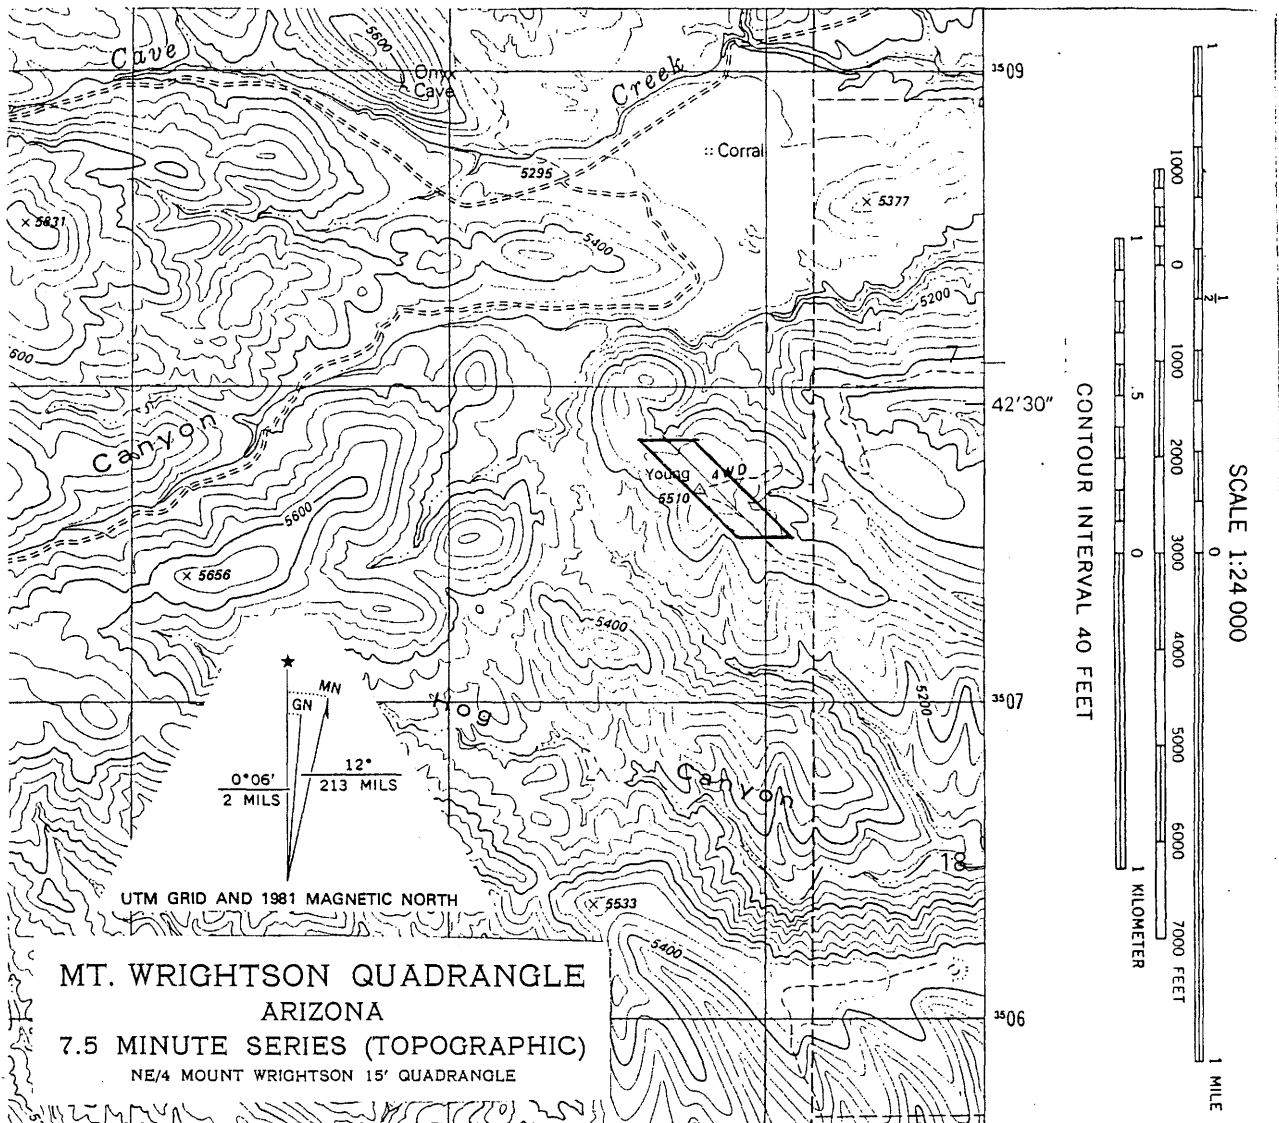 Cave
5600
Onyx
Cave
Creek
3509
:: Corral
5295
× 5377
× 5831
5400
5200
600
7
42'30"
Canyon
Young
4WD
5510
5600
× 5656
5400
MN
GN
0°06'
2 MILS
12°
213 MILS
Hog
3507
5200
Canyon
UTM GRID AND 1981 MAGNETIC NORTH
18
× 5533
5400
MT. WRIGHTSON QUADRANGLE
ARIZONA
7.5 MINUTE SERIES (TOPOGRAPHIC)
NE/4 MOUNT WRIGHTSON 15' QUADRANGLE
3506
SCALE 1:24 000
1 1/2 0 1 MILE
1000 0 1000 2000 3000 4000 5000 6000 7000 FEET
1 .5 0 1 KILOMETER
CONTOUR INTERVAL 40 FEET